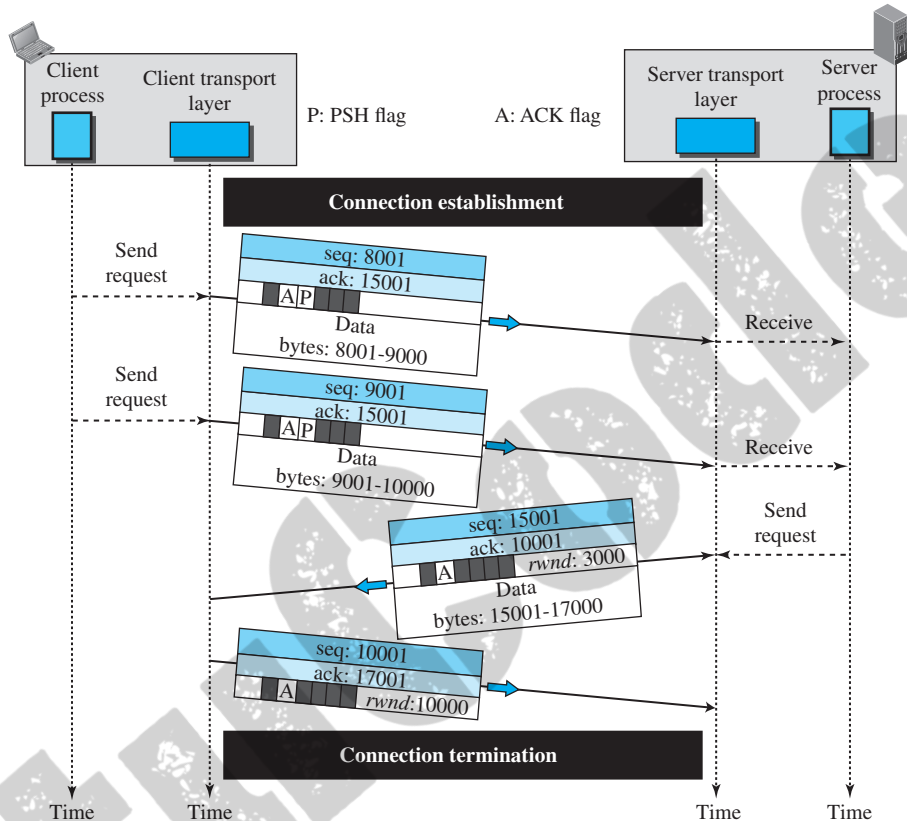 Client process
Client transport layer
P: PSH flag
A: ACK flag
Server transport layer
Server process
Connection establishment
Send request
seq: 8001
ack: 15001
A P
Data
bytes: 8001-9000
Receive
Send request
seq: 9001
ack: 15001
A P
Data
bytes: 9001-10000
Receive
Send request
seq: 15001
ack: 10001
A
rwnd: 3000
Data
bytes: 15001-17000
seq: 10001
ack: 17001
A
rwnd:10000
Connection termination
Time
Time
Time
Time